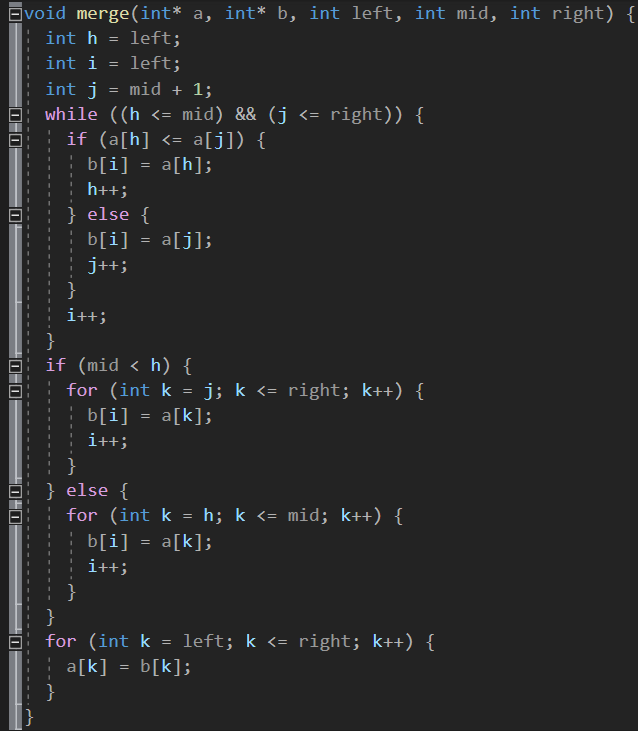 void merge(int* a, int* b, int left, int mid, int right) {
  int h = left;
  int i = left;
  int j = mid + 1;
  while ((h <= mid) && (j <= right)) {
    if (a[h] <= a[j]) {
      b[i] = a[h];
      h++;
    } else {
      b[i] = a[j];
      j++;
    }
    i++;
  }
  if (mid < h) {
    for (int k = j; k <= right; k++) {
      b[i] = a[k];
      i++;
    }
  } else {
    for (int k = h; k <= mid; k++) {
      b[i] = a[k];
      i++;
    }
  }
  for (int k = left; k <= right; k++) {
    a[k] = b[k];
  }
}